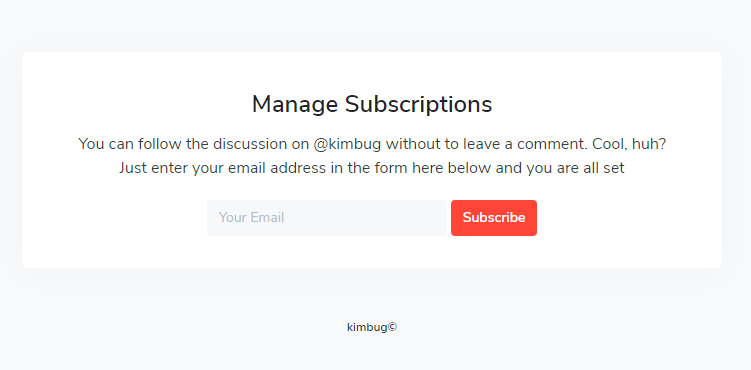 Manage Subscriptions
You can follow the discussion on @kimbug without to leave a comment. Cool, huh?
Just enter your email address in the form here below and you are all set
Your Email
Subscribe
kimbug©